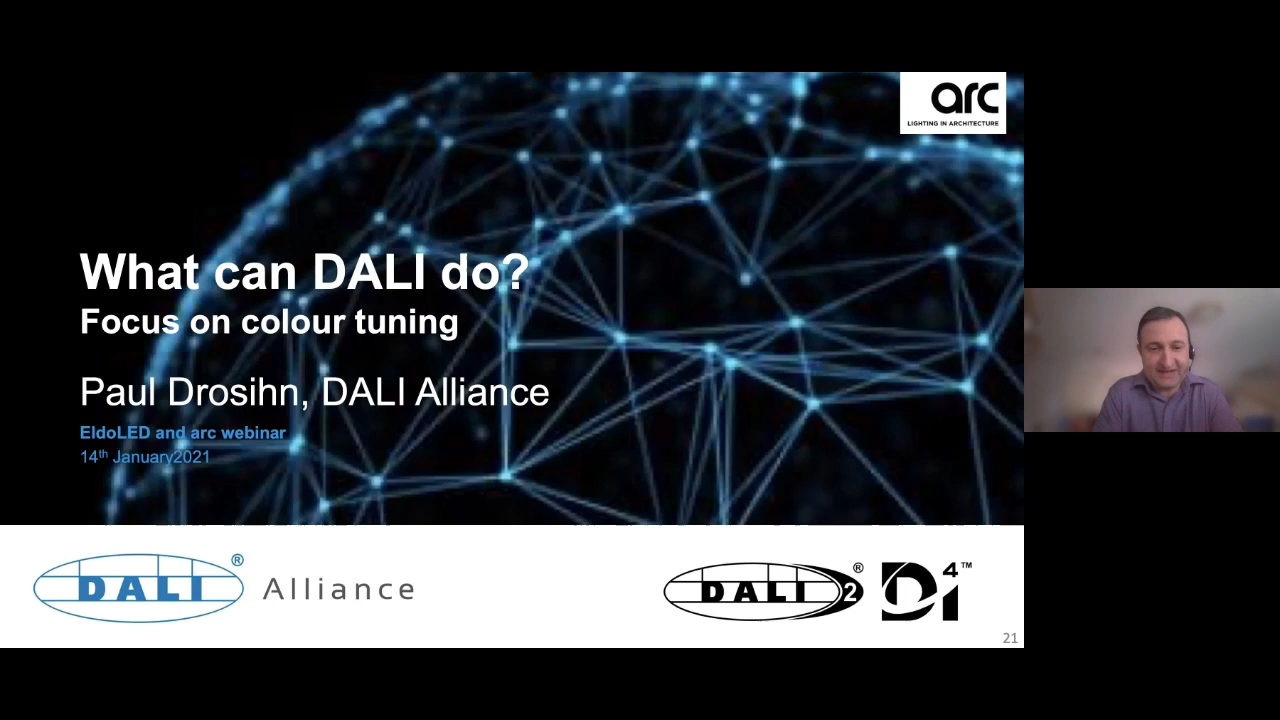 arc
LIGHTING IN ARCHITECTURE
What can DALI do?
Focus on colour tuning
Paul Drosihn, DALI Alliance
EldoLED and arc webinar
14th January2021
DALI® Alliance
DALI 2®
Di4™
21